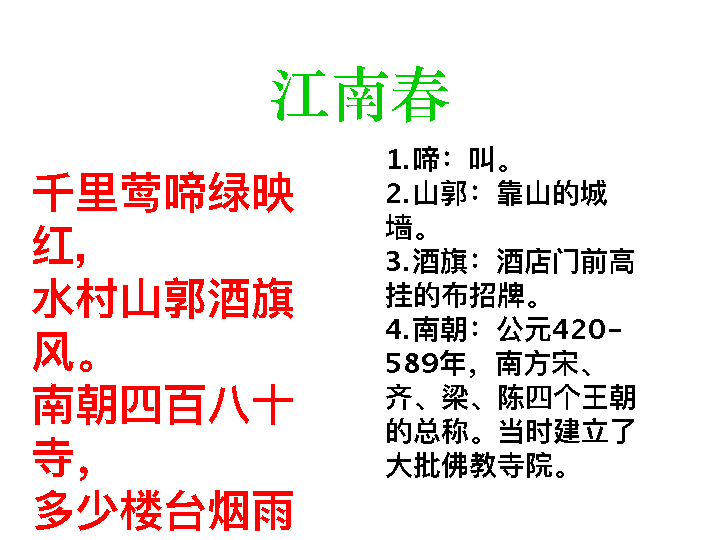 江南春
千里莺啼绿映
红，
水村山郭酒旗
风。
南朝四百八十
寺，
多少楼台烟雨
1.啼：叫。
2.山郭：靠山的城
墙。
3.酒旗：酒店门前高
挂的布招牌。
4.南朝：公元420-
589年，南方宋、
齐、梁、陈四个王朝
的总称。当时建立了
大批佛教寺院。